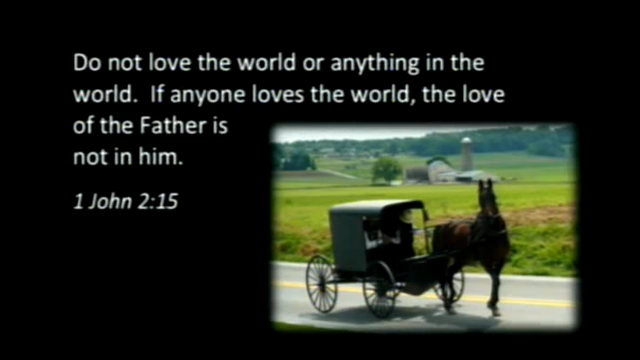 Do not love the world or anything in the
world.  If anyone loves the world, the love
of the Father is
not in him.
1 John 2:15